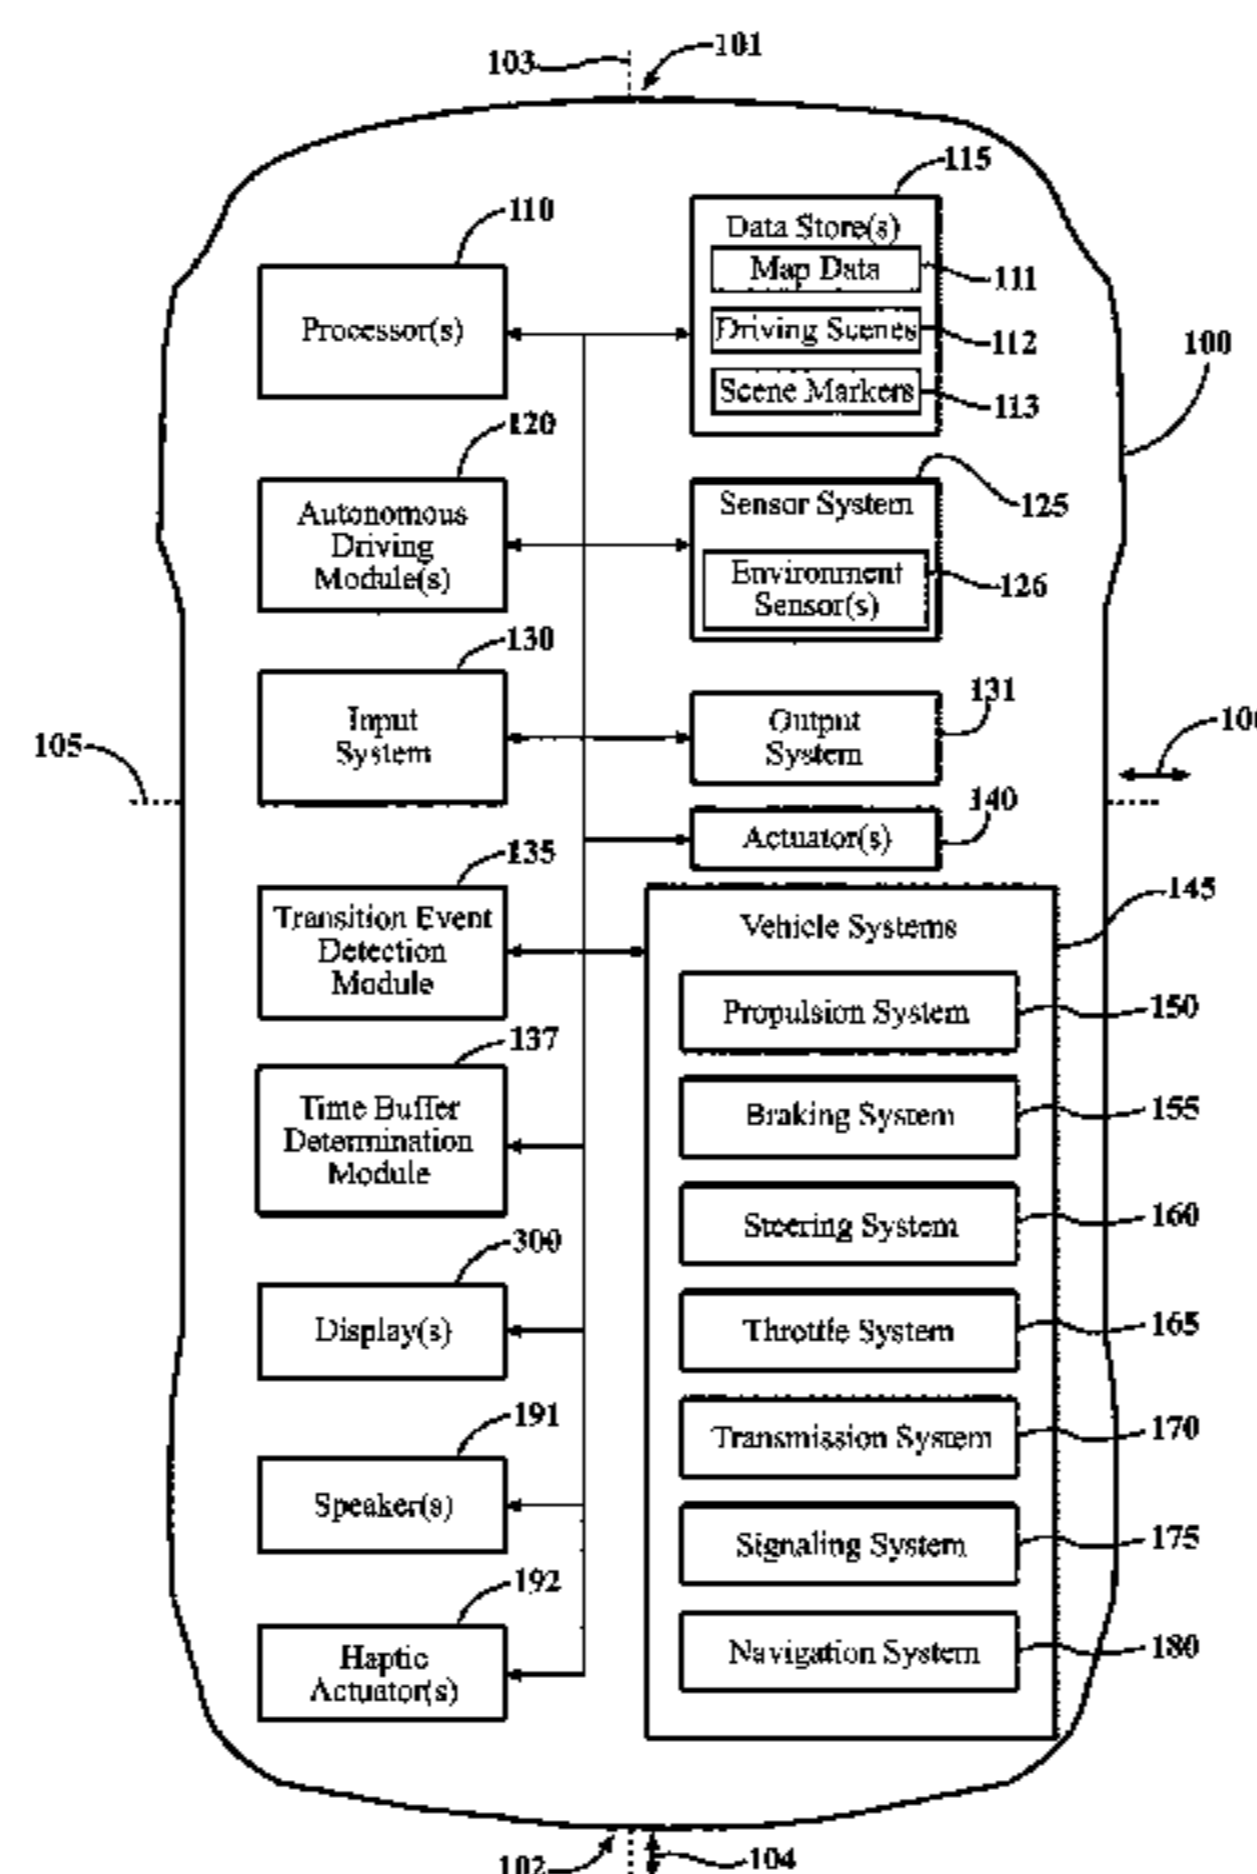 103
101
115
110
Data Store(s)
Map Data
111
Processor(s)
Driving Scenes
112
100
Scene Markers
113
120
125
Sensor System
Autonomous
Driving
Module(s)
Environment
Sensor(s)
126
130
131
Input
System
Output
System
105
140
Actuator(s)
135
145
Transition Event
Detection
Module
Vehicle Systems
Propulsion System
150
137
Time Buffer
Determination
Module
Braking System
155
Steering System
160
300
Display(s)
Throttle System
165
191
Transmission System
170
Speaker(s)
Signaling System
175
192
Haptic
Actuator(s)
Navigation System
180
102
104